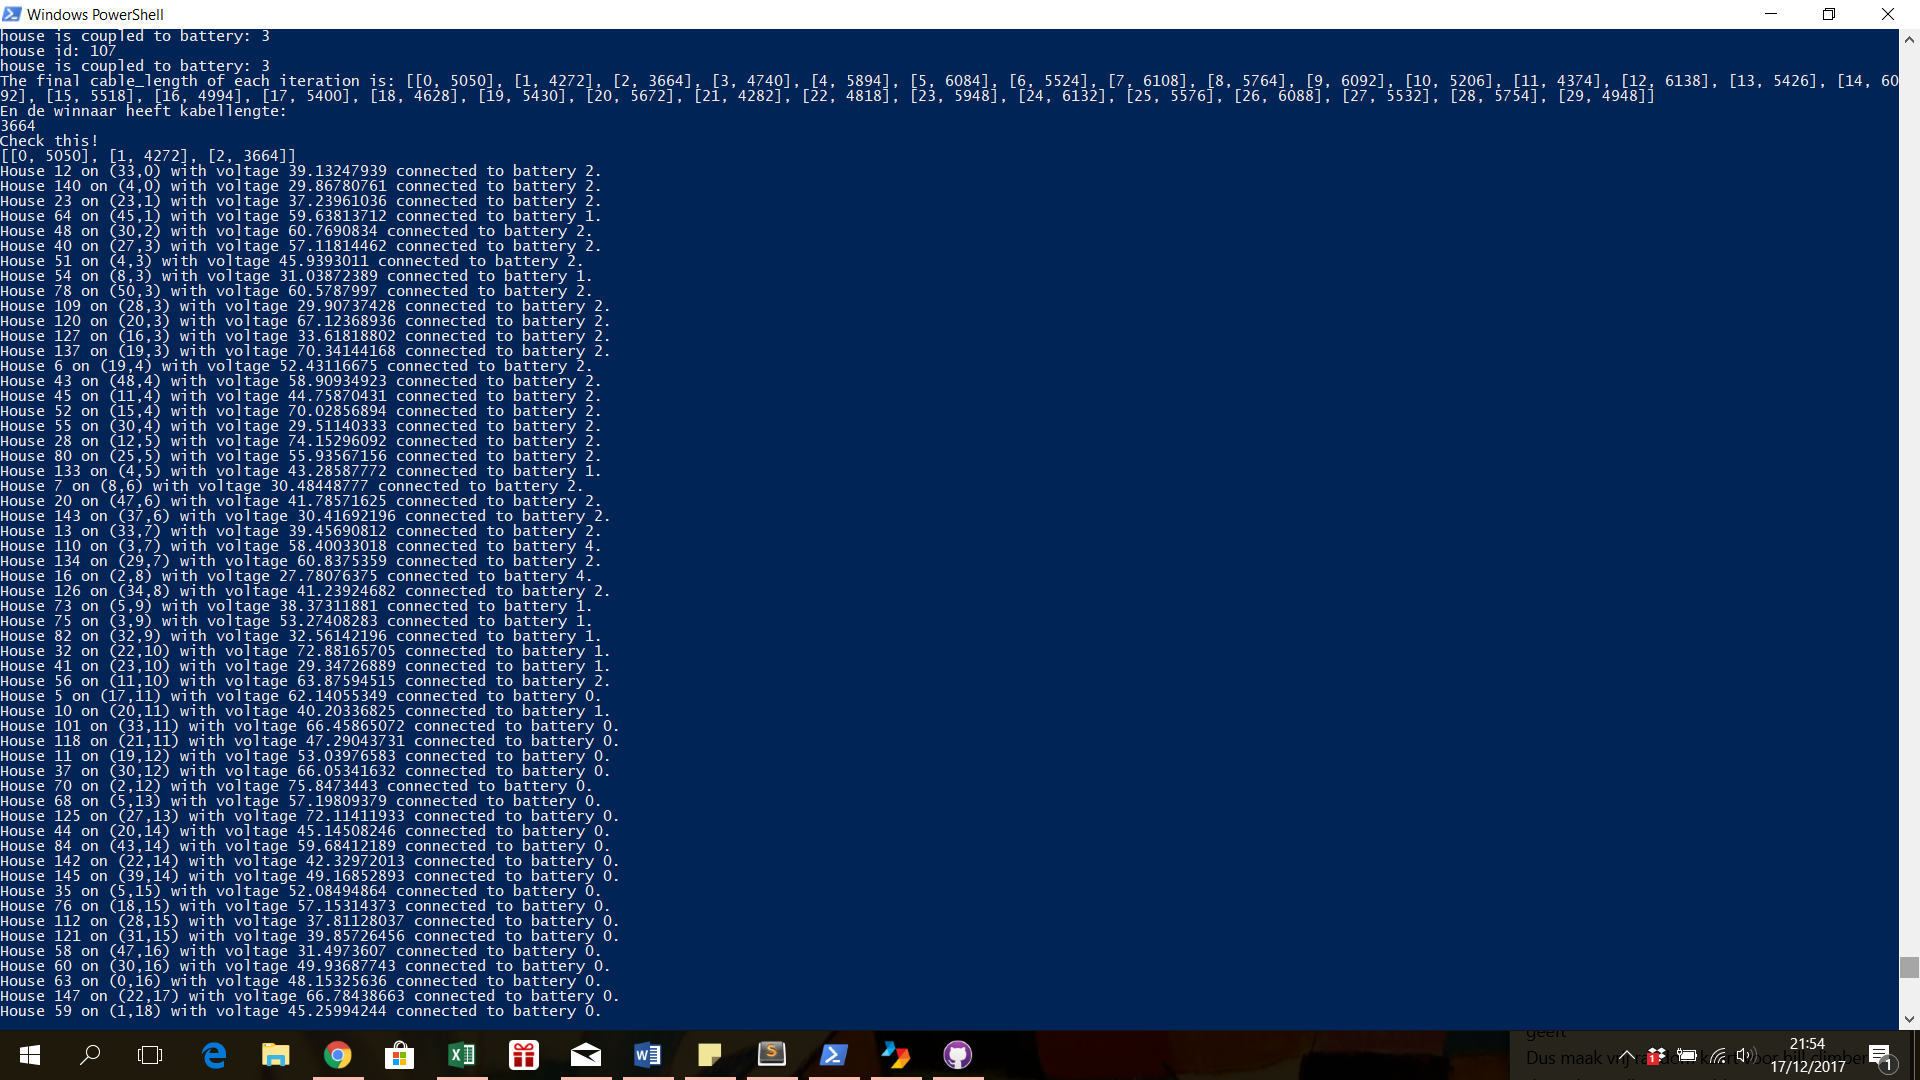 Windows PowerShell
house is coupled to battery: 3
house id: 107
house is coupled to battery: 3
The final cable_length of each iteration is: [[0, 5050], [1, 4272], [2, 3664], [3, 4740], [4, 5894], [5, 6084], [6, 5524], [7, 6108], [8, 5764], [9, 6092], [10, 5206], [11, 4374], [12, 6138], [13, 5426], [14, 60
92], [15, 5518], [16, 4994], [17, 5400], [18, 4628], [19, 5430], [20, 5672], [21, 4282], [22, 4818], [23, 5948], [24, 6132], [25, 5576], [26, 6088], [27, 5532], [28, 5754], [29, 4948]]
En de winnaar heeft kabellengte:
3664
Check this!
[[0, 5050], [1, 4272], [2, 3664]]
House 12 on (33,0) with voltage 39.13247939 connected to battery 2.
House 140 on (4,0) with voltage 29.86780761 connected to battery 2.
House 23 on (23,1) with voltage 37.23961036 connected to battery 2.
House 64 on (45,1) with voltage 59.63813712 connected to battery 1.
House 48 on (30,2) with voltage 60.7690834 connected to battery 2.
House 40 on (27,3) with voltage 57.11814462 connected to battery 2.
House 51 on (4,3) with voltage 45.9393011 connected to battery 2.
House 54 on (8,3) with voltage 31.03872389 connected to battery 1.
House 78 on (50,3) with voltage 60.5787997 connected to battery 2.
House 109 on (28,3) with voltage 29.90737428 connected to battery 2.
House 120 on (20,3) with voltage 67.12368936 connected to battery 2.
House 127 on (16,3) with voltage 33.61818802 connected to battery 2.
House 137 on (19,3) with voltage 70.34144168 connected to battery 2.
House 6 on (19,4) with voltage 52.43116675 connected to battery 2.
House 43 on (48,4) with voltage 58.90934923 connected to battery 2.
House 45 on (11,4) with voltage 44.75870431 connected to battery 2.
House 52 on (15,4) with voltage 70.02856894 connected to battery 2.
House 55 on (30,4) with voltage 29.51140333 connected to battery 2.
House 28 on (12,5) with voltage 74.15296092 connected to battery 2.
House 80 on (25,5) with voltage 55.93567156 connected to battery 2.
House 133 on (4,5) with voltage 43.28587772 connected to battery 1.
House 7 on (8,6) with voltage 30.48448777 connected to battery 2.
House 20 on (47,6) with voltage 41.78571625 connected to battery 2.
House 143 on (37,6) with voltage 30.41692196 connected to battery 2.
House 13 on (33,7) with voltage 39.45690812 connected to battery 2.
House 110 on (3,7) with voltage 58.40033018 connected to battery 4.
House 134 on (29,7) with voltage 60.8375359 connected to battery 2.
House 16 on (2,8) with voltage 27.78076375 connected to battery 4.
House 126 on (34,8) with voltage 41.23924682 connected to battery 2.
House 73 on (5,9) with voltage 38.37311881 connected to battery 1.
House 75 on (3,9) with voltage 53.27408283 connected to battery 1.
House 82 on (32,9) with voltage 32.56142196 connected to battery 1.
House 32 on (22,10) with voltage 72.88165705 connected to battery 1.
House 41 on (23,10) with voltage 29.34726889 connected to battery 1.
House 56 on (11,10) with voltage 63.87594515 connected to battery 2.
House 5 on (17,11) with voltage 62.14055349 connected to battery 0.
House 10 on (20,11) with voltage 40.20336825 connected to battery 1.
House 101 on (33,11) with voltage 66.45865072 connected to battery 0.
House 118 on (21,11) with voltage 47.29043731 connected to battery 0.
House 11 on (19,12) with voltage 53.03976583 connected to battery 0.
House 37 on (30,12) with voltage 66.05341632 connected to battery 0.
House 70 on (2,12) with voltage 75.8473443 connected to battery 0.
House 68 on (5,13) with voltage 57.19809379 connected to battery 0.
House 125 on (27,13) with voltage 72.11411933 connected to battery 0.
House 44 on (20,14) with voltage 45.14508246 connected to battery 0.
House 84 on (43,14) with voltage 59.68412189 connected to battery 0.
House 142 on (22,14) with voltage 42.32972013 connected to battery 0.
House 145 on (39,14) with voltage 49.16852893 connected to battery 0.
House 35 on (5,15) with voltage 52.08494864 connected to battery 0.
House 76 on (18,15) with voltage 57.15314373 connected to battery 0.
House 112 on (28,15) with voltage 37.81128037 connected to battery 0.
House 121 on (31,15) with voltage 39.85726456 connected to battery 0.
House 58 on (47,16) with voltage 31.4973607 connected to battery 0.
House 60 on (30,16) with voltage 49.93687743 connected to battery 0.
House 63 on (0,16) with voltage 48.15325636 connected to battery 0.
House 147 on (22,17) with voltage 66.78438663 connected to battery 0.
House 59 on (1,18) with voltage 45.25994244 connected to battery 0.
geeft
Dus maak vrij
21:54
17/12/2017
1